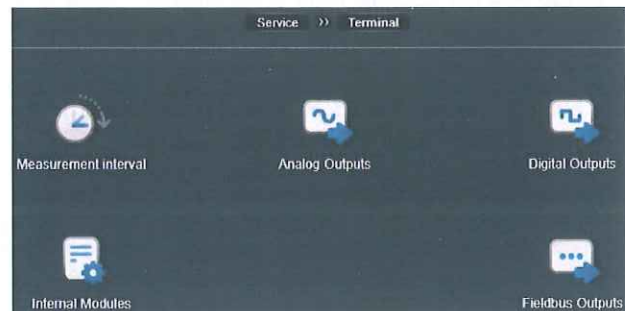 Service >> Terminal
Measurement interval
Analog Outputs
Digital Outputs
Internal Modules
Fieldbus Outputs